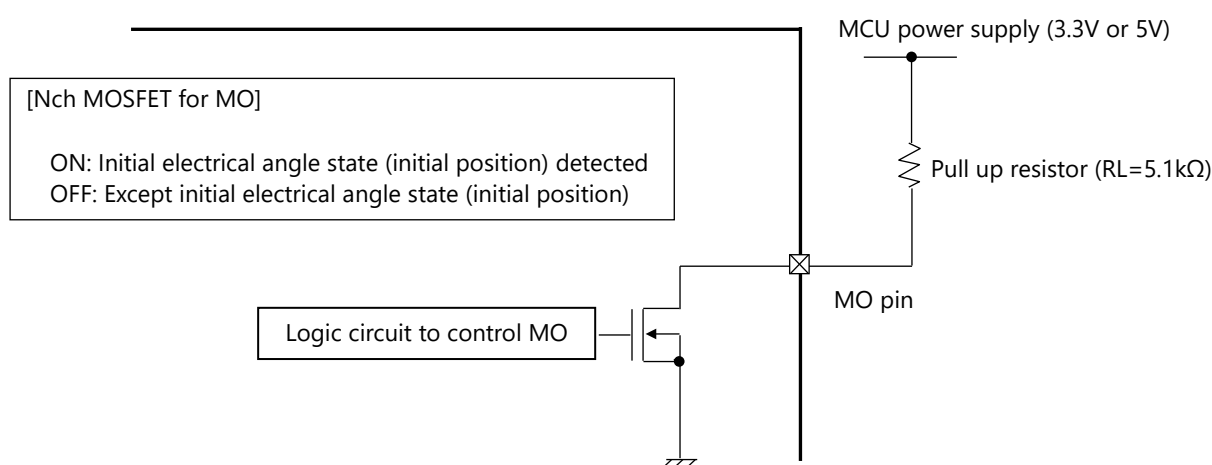 MCU power supply (3.3V or 5V)
[Nch MOSFET for MO]
ON: Initial electrical angle state (initial position) detected
OFF: Except initial electrical angle state (initial position)
Pull up resistor (RL=5.1kΩ)
MO pin
Logic circuit to control MO